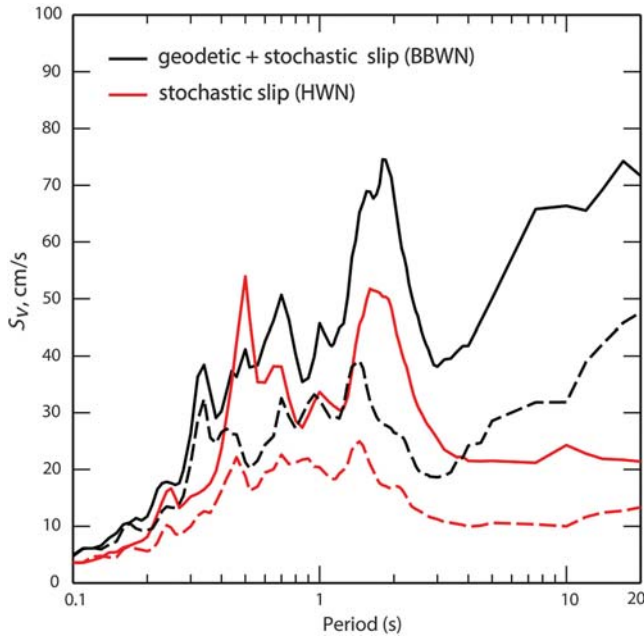 100
geodetic + stochastic slip (BBWN)
90
stochastic slip (HWN)
80
70
60
Sv, cm/s
50
40
30
20
10
0
0.1 1 10 20
Period (s)